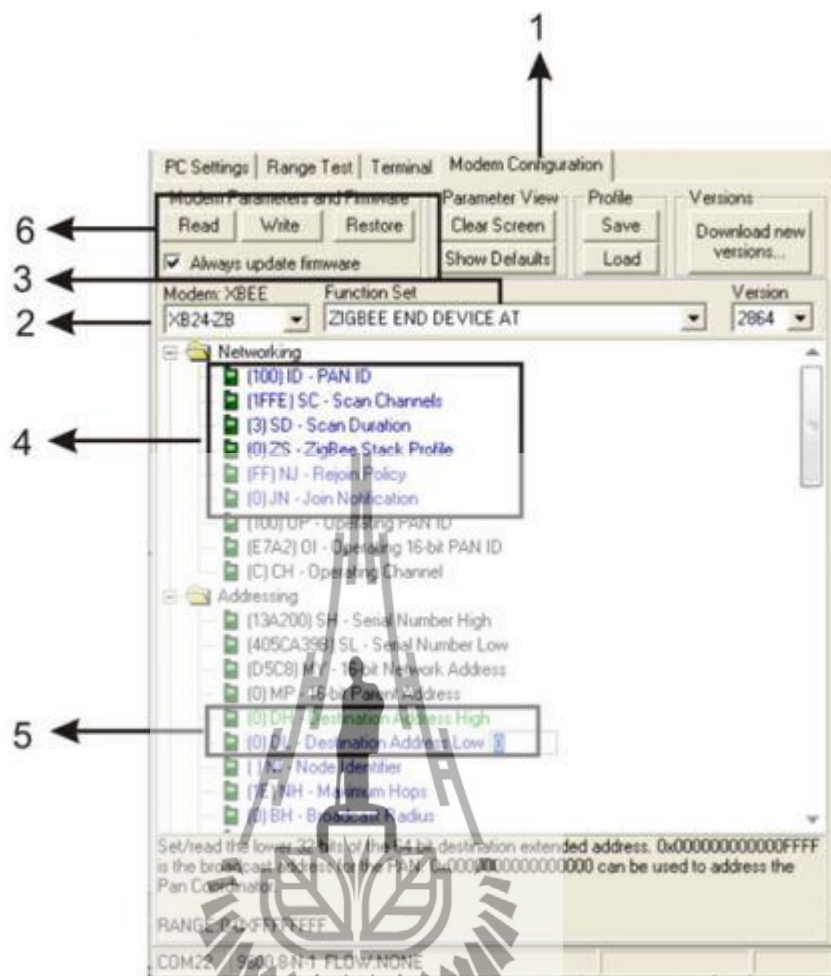 1
PC Settings Range Test Terminal Modem Configuration
Modem Parameters and Firmware Parameter View Profile Versions
6 Read Write Restore Clear Screen Save Download new versions...
Always update firmware Show Defaults Load
3
Modem: XBEE Function Set Version
2 XB24-ZB ZIGBEE END DEVICE AT 2864
Networking
(100) ID - PAN ID
(1FFE) SC - Scan Channels
(3) SD - Scan Duration
4 (0) ZS - ZigBee Stack Profile
(FF) NJ - Rejoin Policy
(0) JN - Join Notification
(100) OP - Operating PAN ID
(E7A2) OI - Operating 16-bit PAN ID
(C) CH - Operating Channel
Addressing
(13A200) SH - Serial Number High
(405CA39B) SL - Serial Number Low
(D5C8) MY - 16-bit Network Address
(0) MP - 16-bit Parent Address
(0) DH - Destination Address High
5 (0) DL - Destination Address Low
( ) NI - Node Identifier
(1E) NH - Maximum Hops
(0) BH - Broadcast Radius
Set/read the lower 32 bits of the 64 bit destination extended address. 0x000000000000FFFF
is the broadcast address for the PAN. 0x0000000000000000 can be used to address the
Pan Coordinator.
RANGE:0-0XFFFFFFFF
COM22 9600,8-N-1 FLOW:NONE